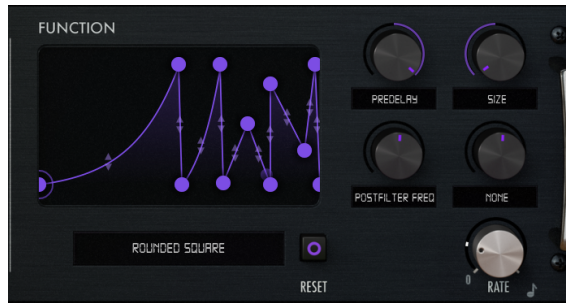 FUNCTION
PREDELAY
SIZE
POSTFILTER FREQ
NONE
ROUNDED SQUARE
RESET
0
RATE